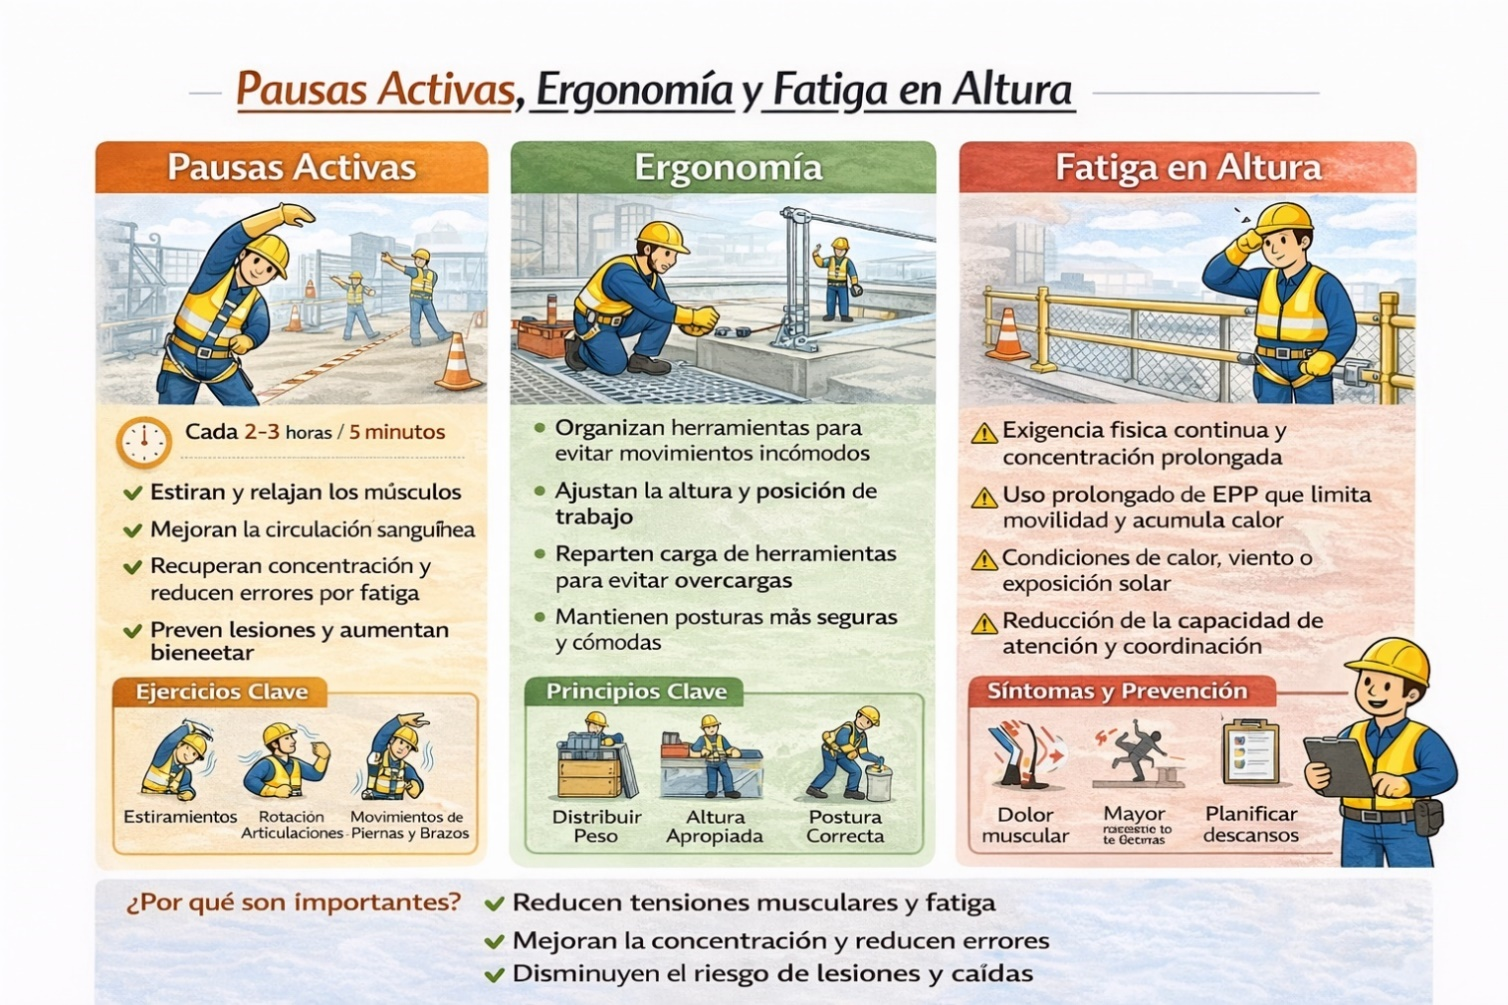 Pausas Activas, Ergonomía y Fatiga en Altura
Pausas Activas
Cada 2-3 horas / 5 minutos
Estiran y relajan los músculos
Mejoran la circulación sanguínea
Recuperan concentración y
reducen errores por fatiga
Preven lesiones y aumentan
bieneetar
Ejercicios Clave
Estiramientos
Rotación
Articulaciones
Movimientos de
Piernas y Brazos
Ergonomía
Organizan herramientas para
evitar movimientos incómodos
Ajustan la altura y posición de
trabajo
Reparten carga de herramientas
para evitar overcargas
Mantienen posturas más seguras
y cómodas
Principios Clave
Distribuir
Peso
Altura
Apropiada
Postura
Correcta
Fatiga en Altura
Exigencia fisica continua y
concentración prolongada
Uso prolongado de EPP que limita
movilidad y acumula calor
Condiciones de calor, viento o
exposición solar
Reducción de la capacidad de
atención y coordinación
Síntomas y Prevención
Dolor
muscular
Mayor
Planificar
descansos
¿Por qué son importantes?
Reducen tensiones musculares y fatiga
Mejoran la concentración y reducen errores
Disminuyen el riesgo de lesiones y caídas